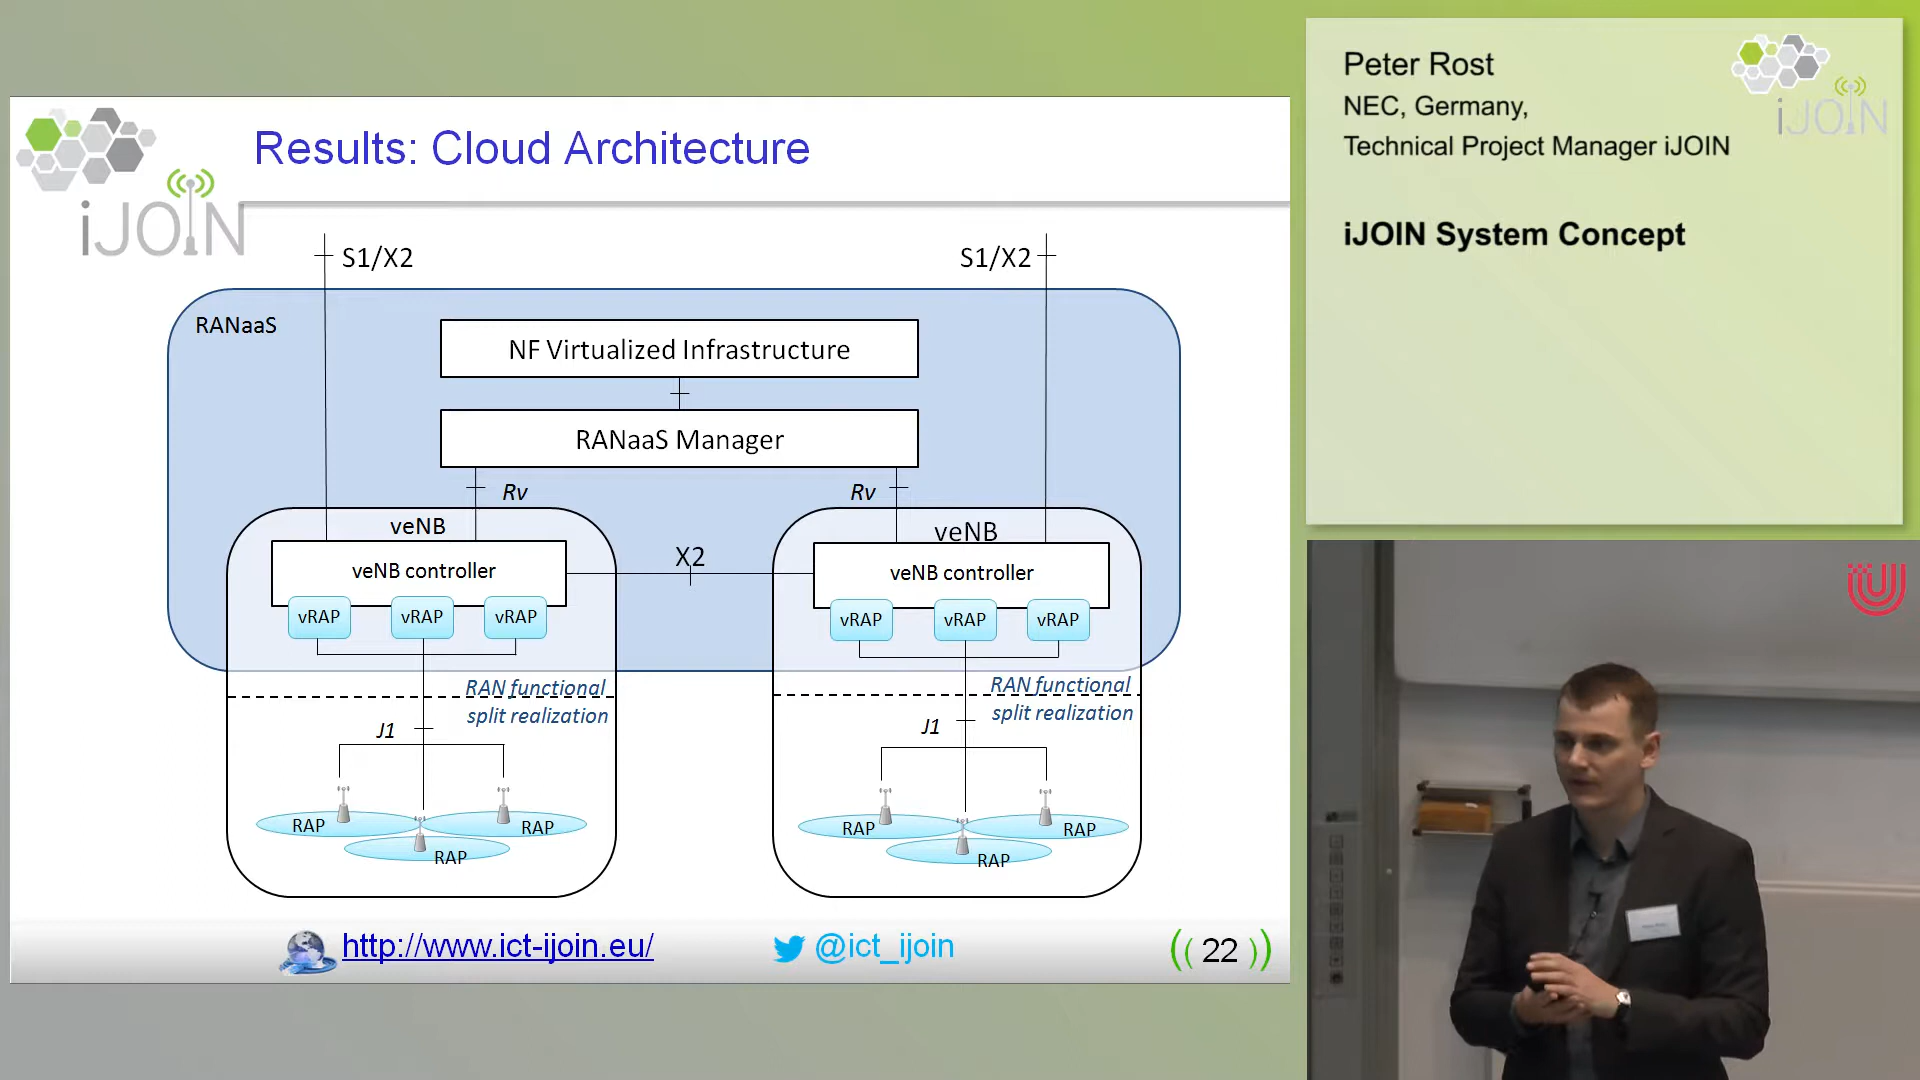 Results: Cloud Architecture
iJOIN
S1/X2
S1/X2
RANaaS
NF Virtualized Infrastructure
RANaaS Manager
Rv
Rv
veNB
veNB
veNB controller
X2
veNB controller
vRAP
vRAP
vRAP
vRAP
vRAP
vRAP
RAN functional
split realization
RAN functional
split realization
J1
J1
RAP
RAP
RAP
RAP
RAP
RAP
http://www.ict-ijoin.eu/
@ict_ijoin
((22))
Peter Rost
NEC, Germany,
Technical Project Manager iJOIN
iJOIN
iJOIN System Concept